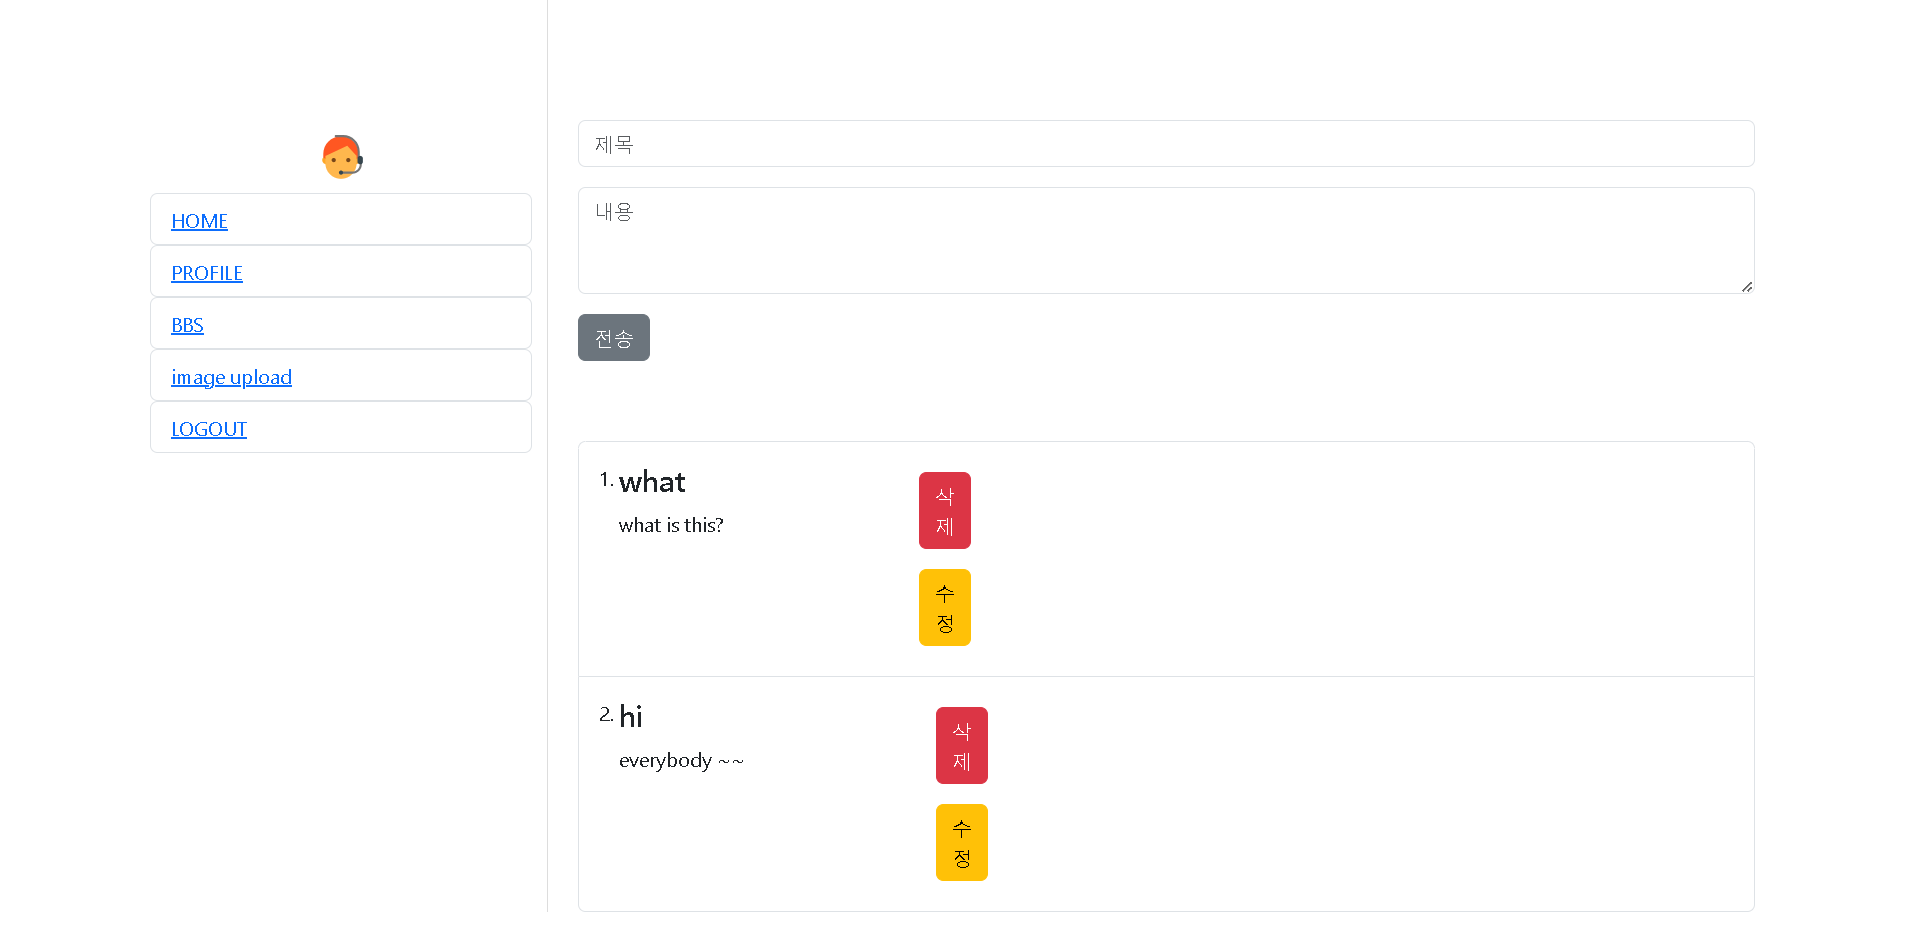 HOME
PROFILE
BBS
image upload
LOGOUT
제목
내용
전송
1. what
what is this?
삭
제
수
정
2. hi
everybody ~~
삭
제
수
정